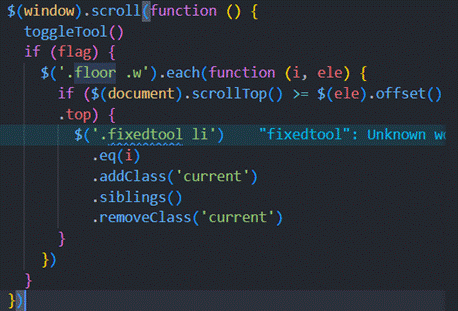 $(window).scroll(function () {
toggleTool()
if (flag) {
$('.floor .w').each(function (i, ele) {
if ($(document).scrollTop() >= $(ele).offset()
.top) {
$('.fixedtool li') "fixedtool": Unknown
.eq(i)
.addClass('current')
.siblings()
.removeClass('current')
}
})
}
})